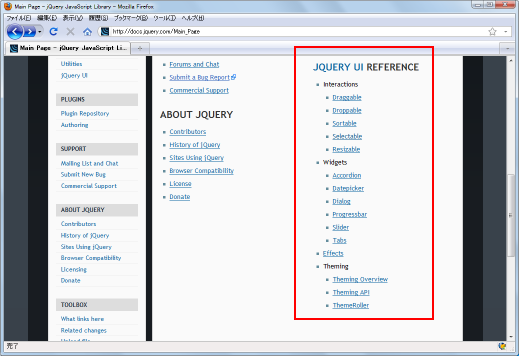 Main Page - jQuery JavaScript Library - Mozilla Firefox
ファイル(F) 編集(E) 表示(V) 履歴(S) ブックマーク(B) ツール(T) ヘルプ(H)
http://docs.jquery.com/Main_Page
Main Page - jQuery JavaScript Li...
Utilities
jQuery UI
PLUGINS
Plugin Repository
Authoring
SUPPORT
Mailing List and Chat
Submit New Bug
Commercial Support
ABOUT JQUERY
Contributors
History of jQuery
Sites Using jQuery
Browser Compatibility
Licensing
Donate
TOOLBOX
What links here
Related changes
Upload file
Forums and Chat
Submit a Bug Report
Commercial Support
ABOUT JQUERY
Contributors
History of jQuery
Sites Using jQuery
Browser Compatibility
License
Donate
JQUERY UI REFERENCE
Interactions
Draggable
Droppable
Sortable
Selectable
Resizable
Widgets
Accordion
Datepicker
Dialog
Progressbar
Slider
Tabs
Effects
Theming
Theming Overview
Theming API
ThemeRoller
完了